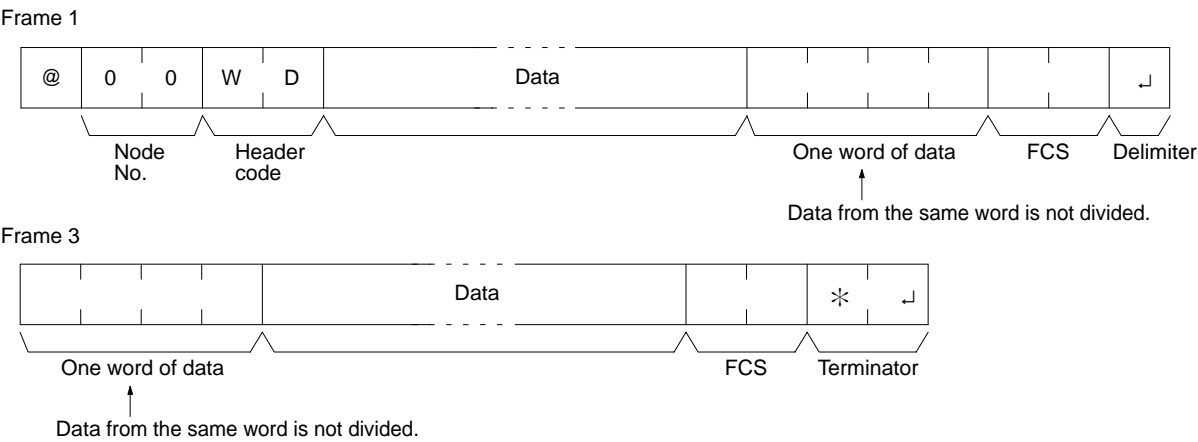 Frame 1
@ 0 0 W D Data ↵
Node No. Header code One word of data FCS Delimiter
Data from the same word is not divided.
Frame 3
Data * ↵
One word of data FCS Terminator
Data from the same word is not divided.